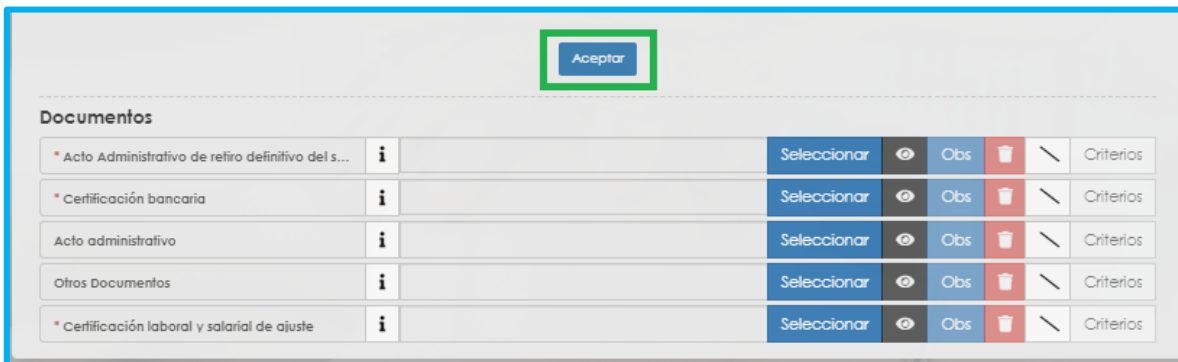 Aceptar
Documentos
* Acto Administrativo de retiro definitivo del s... i Seleccionar Obs Criterios
* Certificación bancaria i Seleccionar Obs Criterios
Acto administrativo i Seleccionar Obs Criterios
Otros Documentos i Seleccionar Obs Criterios
* Certificación laboral y salarial de ajuste i Seleccionar Obs Criterios